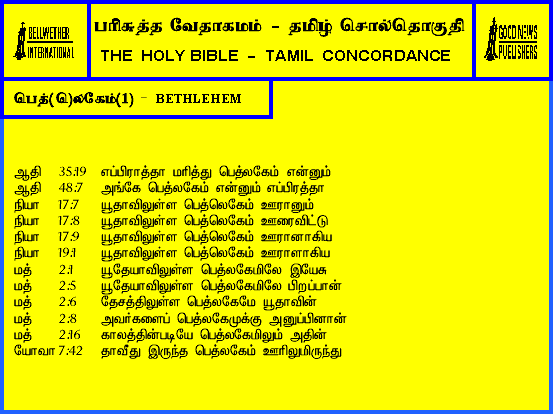 BELLWETHER
INTERNATIONAL
பரிசுத்த வேதாகமம் - தமிழ் சொல்தொகுதி
THE HOLY BIBLE - TAMIL CONCORDANCE
GOOD NEWS
PUBLISHERS
பெத்(லெ)லகேம்(1) - BETHLEHEM
ஆதி 35:19 எப்பிராத்தா மரித்து பெத்லகேம் என்னும்
ஆதி 48:7 அங்கே பெத்லகேம் என்னும் எப்பிரத்தா
நியா 17:7 யூதாவிலுள்ள பெத்லெகேம் ஊரானும்
நியா 17:8 யூதாவிலுள்ள பெத்லெகேம் ஊரைவிட்டு
நியா 17:9 யூதாவிலுள்ள பெத்லெகேம் ஊரானாகிய
நியா 19:1 யூதாவிலுள்ள பெத்லெகேம் ஊராளாகிய
மத் 2:1 யூதேயாவிலுள்ள பெத்லகேமிலே இயேசு
மத் 2:5 யூதேயாவிலுள்ள பெத்லகேமிலே பிறப்பான்
மத் 2:6 தேசத்திலுள்ள பெத்லகேமே யூதாவின்
மத் 2:8 அவர்களைப் பெத்லகேமுக்கு அனுப்பினான்
மத் 2:16 காலத்தின்படியே பெத்லகேமிலும் அதின்
யோவா 7:42 தாவீது இருந்த பெத்லகேம் ஊரிலுமிருந்து